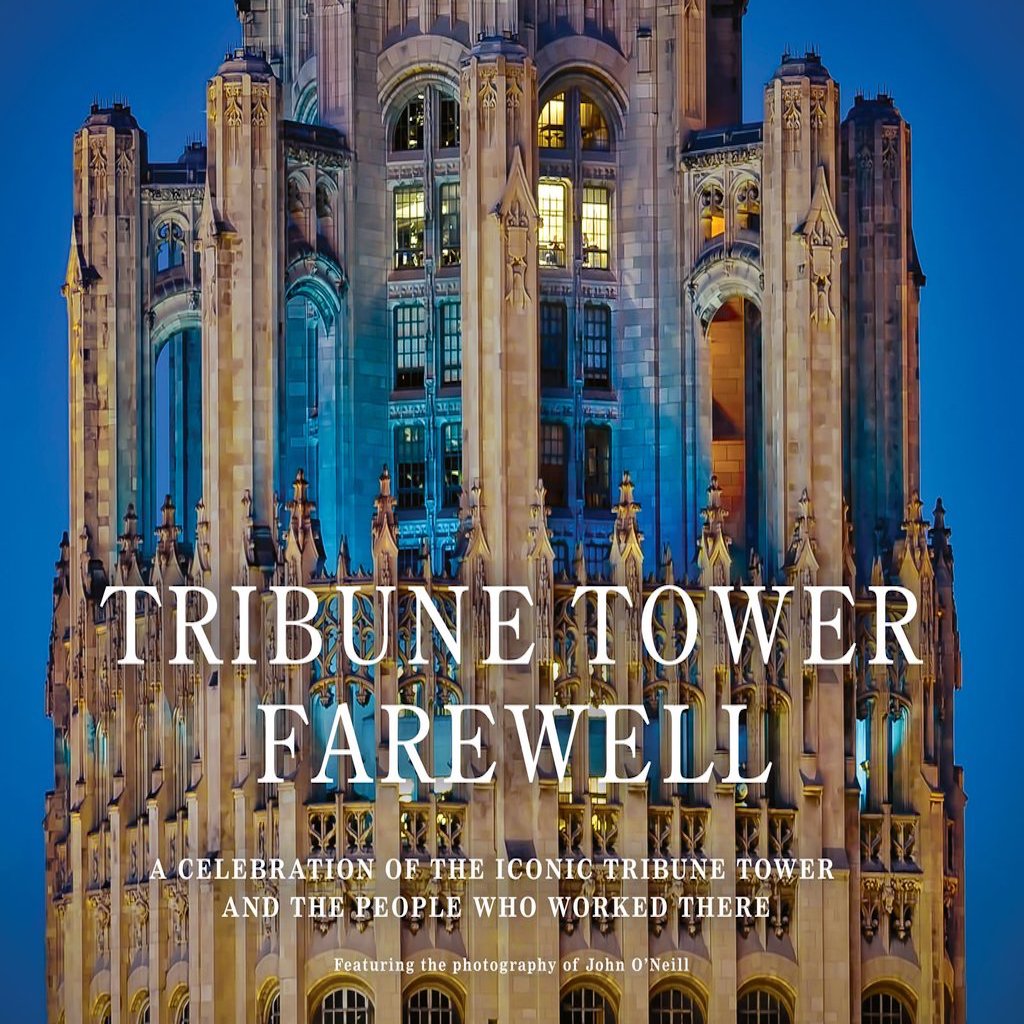 TRIBUNE TOWER
FAREWELL
A CELEBRATION OF THE ICONIC TRIBUNE TOWER
AND THE PEOPLE WHO WORKED THERE
Featuring the photography of John O’Neill